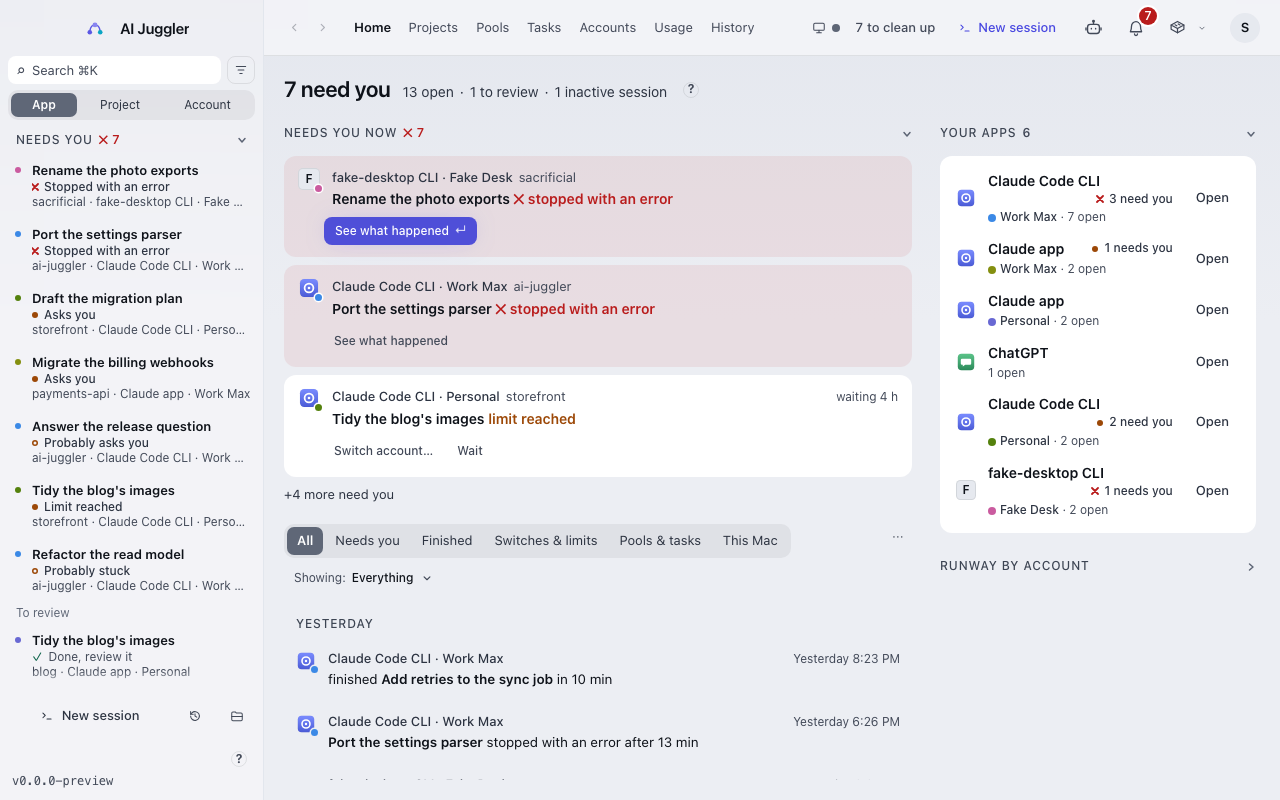 AI Juggler
Search ⌘K
App Project Account
NEEDS YOU 7
Rename the photo exports
Stopped with an error
sacrificial · fake-desktop CLI · Fake ...
Port the settings parser
Stopped with an error
ai-juggler · Claude Code CLI · Work ...
Draft the migration plan
Asks you
storefront · Claude Code CLI · Perso...
Migrate the billing webhooks
Asks you
payments-api · Claude app · Work Max
Answer the release question
Probably asks you
ai-juggler · Claude Code CLI · Work ...
Tidy the blog's images
Limit reached
storefront · Claude Code CLI · Perso...
Refactor the read model
Probably stuck
ai-juggler · Claude Code CLI · Work ...
To review
Tidy the blog's images
Done, review it
blog · Claude app · Personal
New session
?
v0.0.0-preview
Home Projects Pools Tasks Accounts Usage History
7 to clean up
New session
7
S
7 need you 13 open · 1 to review · 1 inactive session ?
NEEDS YOU NOW 7
F
fake-desktop CLI · Fake Desk sacrificial
Rename the photo exports stopped with an error
See what happened
Claude Code CLI · Work Max ai-juggler
Port the settings parser stopped with an error
See what happened
Claude Code CLI · Personal storefront waiting 4 h
Tidy the blog's images limit reached
Switch account... Wait
+4 more need you
All Needs you Finished Switches & limits Pools & tasks This Mac ...
Showing: Everything
YESTERDAY
Claude Code CLI · Work Max Yesterday 8:23 PM
finished Add retries to the sync job in 10 min
Claude Code CLI · Work Max Yesterday 6:26 PM
Port the settings parser stopped with an error after 13 min
YOUR APPS 6
Claude Code CLI
3 need you Open
Work Max · 7 open
Claude app 1 needs you
Work Max · 2 open Open
Claude app
Personal · 2 open Open
ChatGPT
1 open Open
Claude Code CLI
2 need you Open
Personal · 2 open
fake-desktop CLI
F 1 needs you Open
Fake Desk · 2 open
RUNWAY BY ACCOUNT